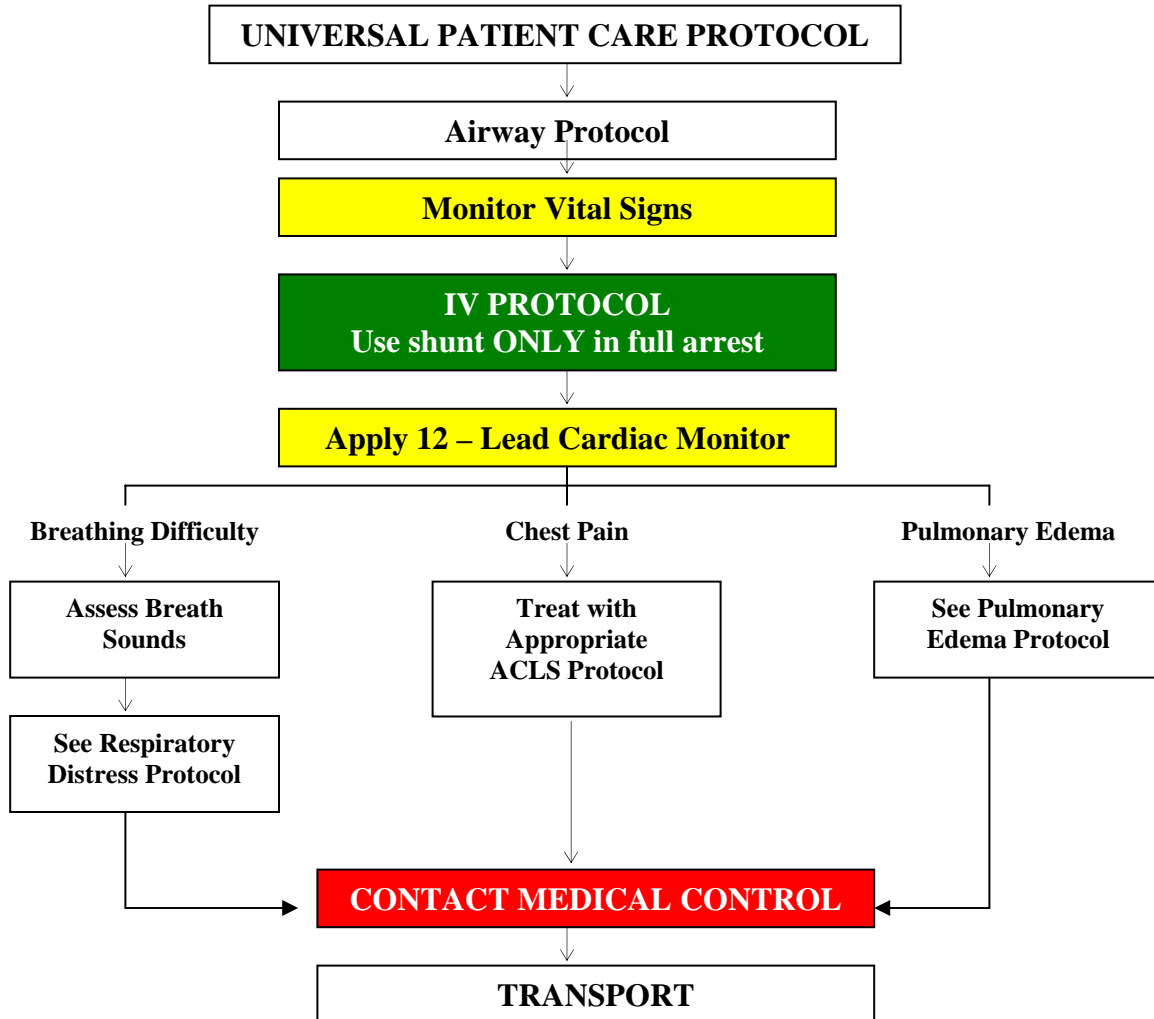 UNIVERSAL PATIENT CARE PROTOCOL
Airway Protocol
Monitor Vital Signs
IV PROTOCOL
Use shunt ONLY in full arrest
Apply 12 – Lead Cardiac Monitor
Breathing Difficulty
Chest Pain
Pulmonary Edema
Assess Breath
Sounds
Treat with
Appropriate
ACLS Protocol
See Pulmonary
Edema Protocol
See Respiratory
Distress Protocol
CONTACT MEDICAL CONTROL
TRANSPORT